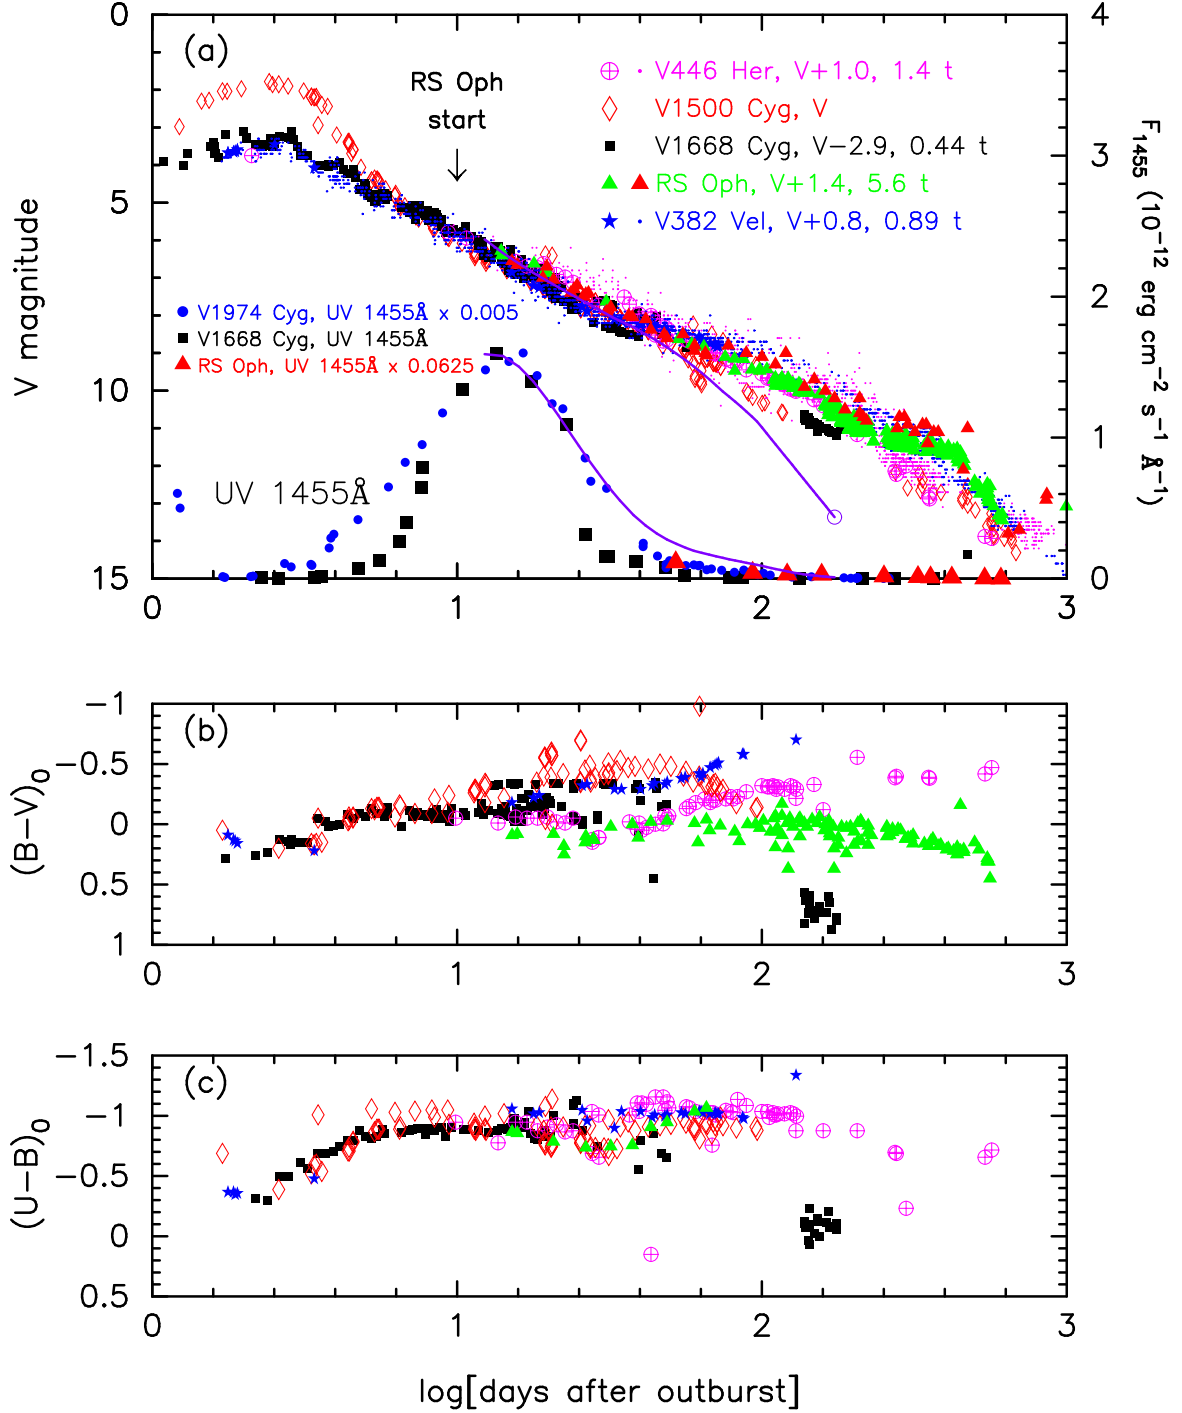 0
4
(a)
V446 Her, V+1.0, 1.4 t
RS Oph
start
V1500 Cyg, V
V1668 Cyg, V−2.9, 0.44 t
3
RS Oph, V+1.4, 5.6 t
5
V382 Vel, V+0.8, 0.89 t
V magnitude
F1455 (10−12 erg cm−2 s−1 Å−1)
2
V1974 Cyg, UV 1455Å x 0.005
V1668 Cyg, UV 1455Å
RS Oph, UV 1455Å x 0.0625
10
1
UV 1455Å
15
0
0
1
2
3
−1
(b)
−0.5
(B−V)0
0
0.5
1
0
1
2
3
−1.5
(c)
−1
(U−B)0
−0.5
0
0.5
0
1
2
3
log[days after outburst]